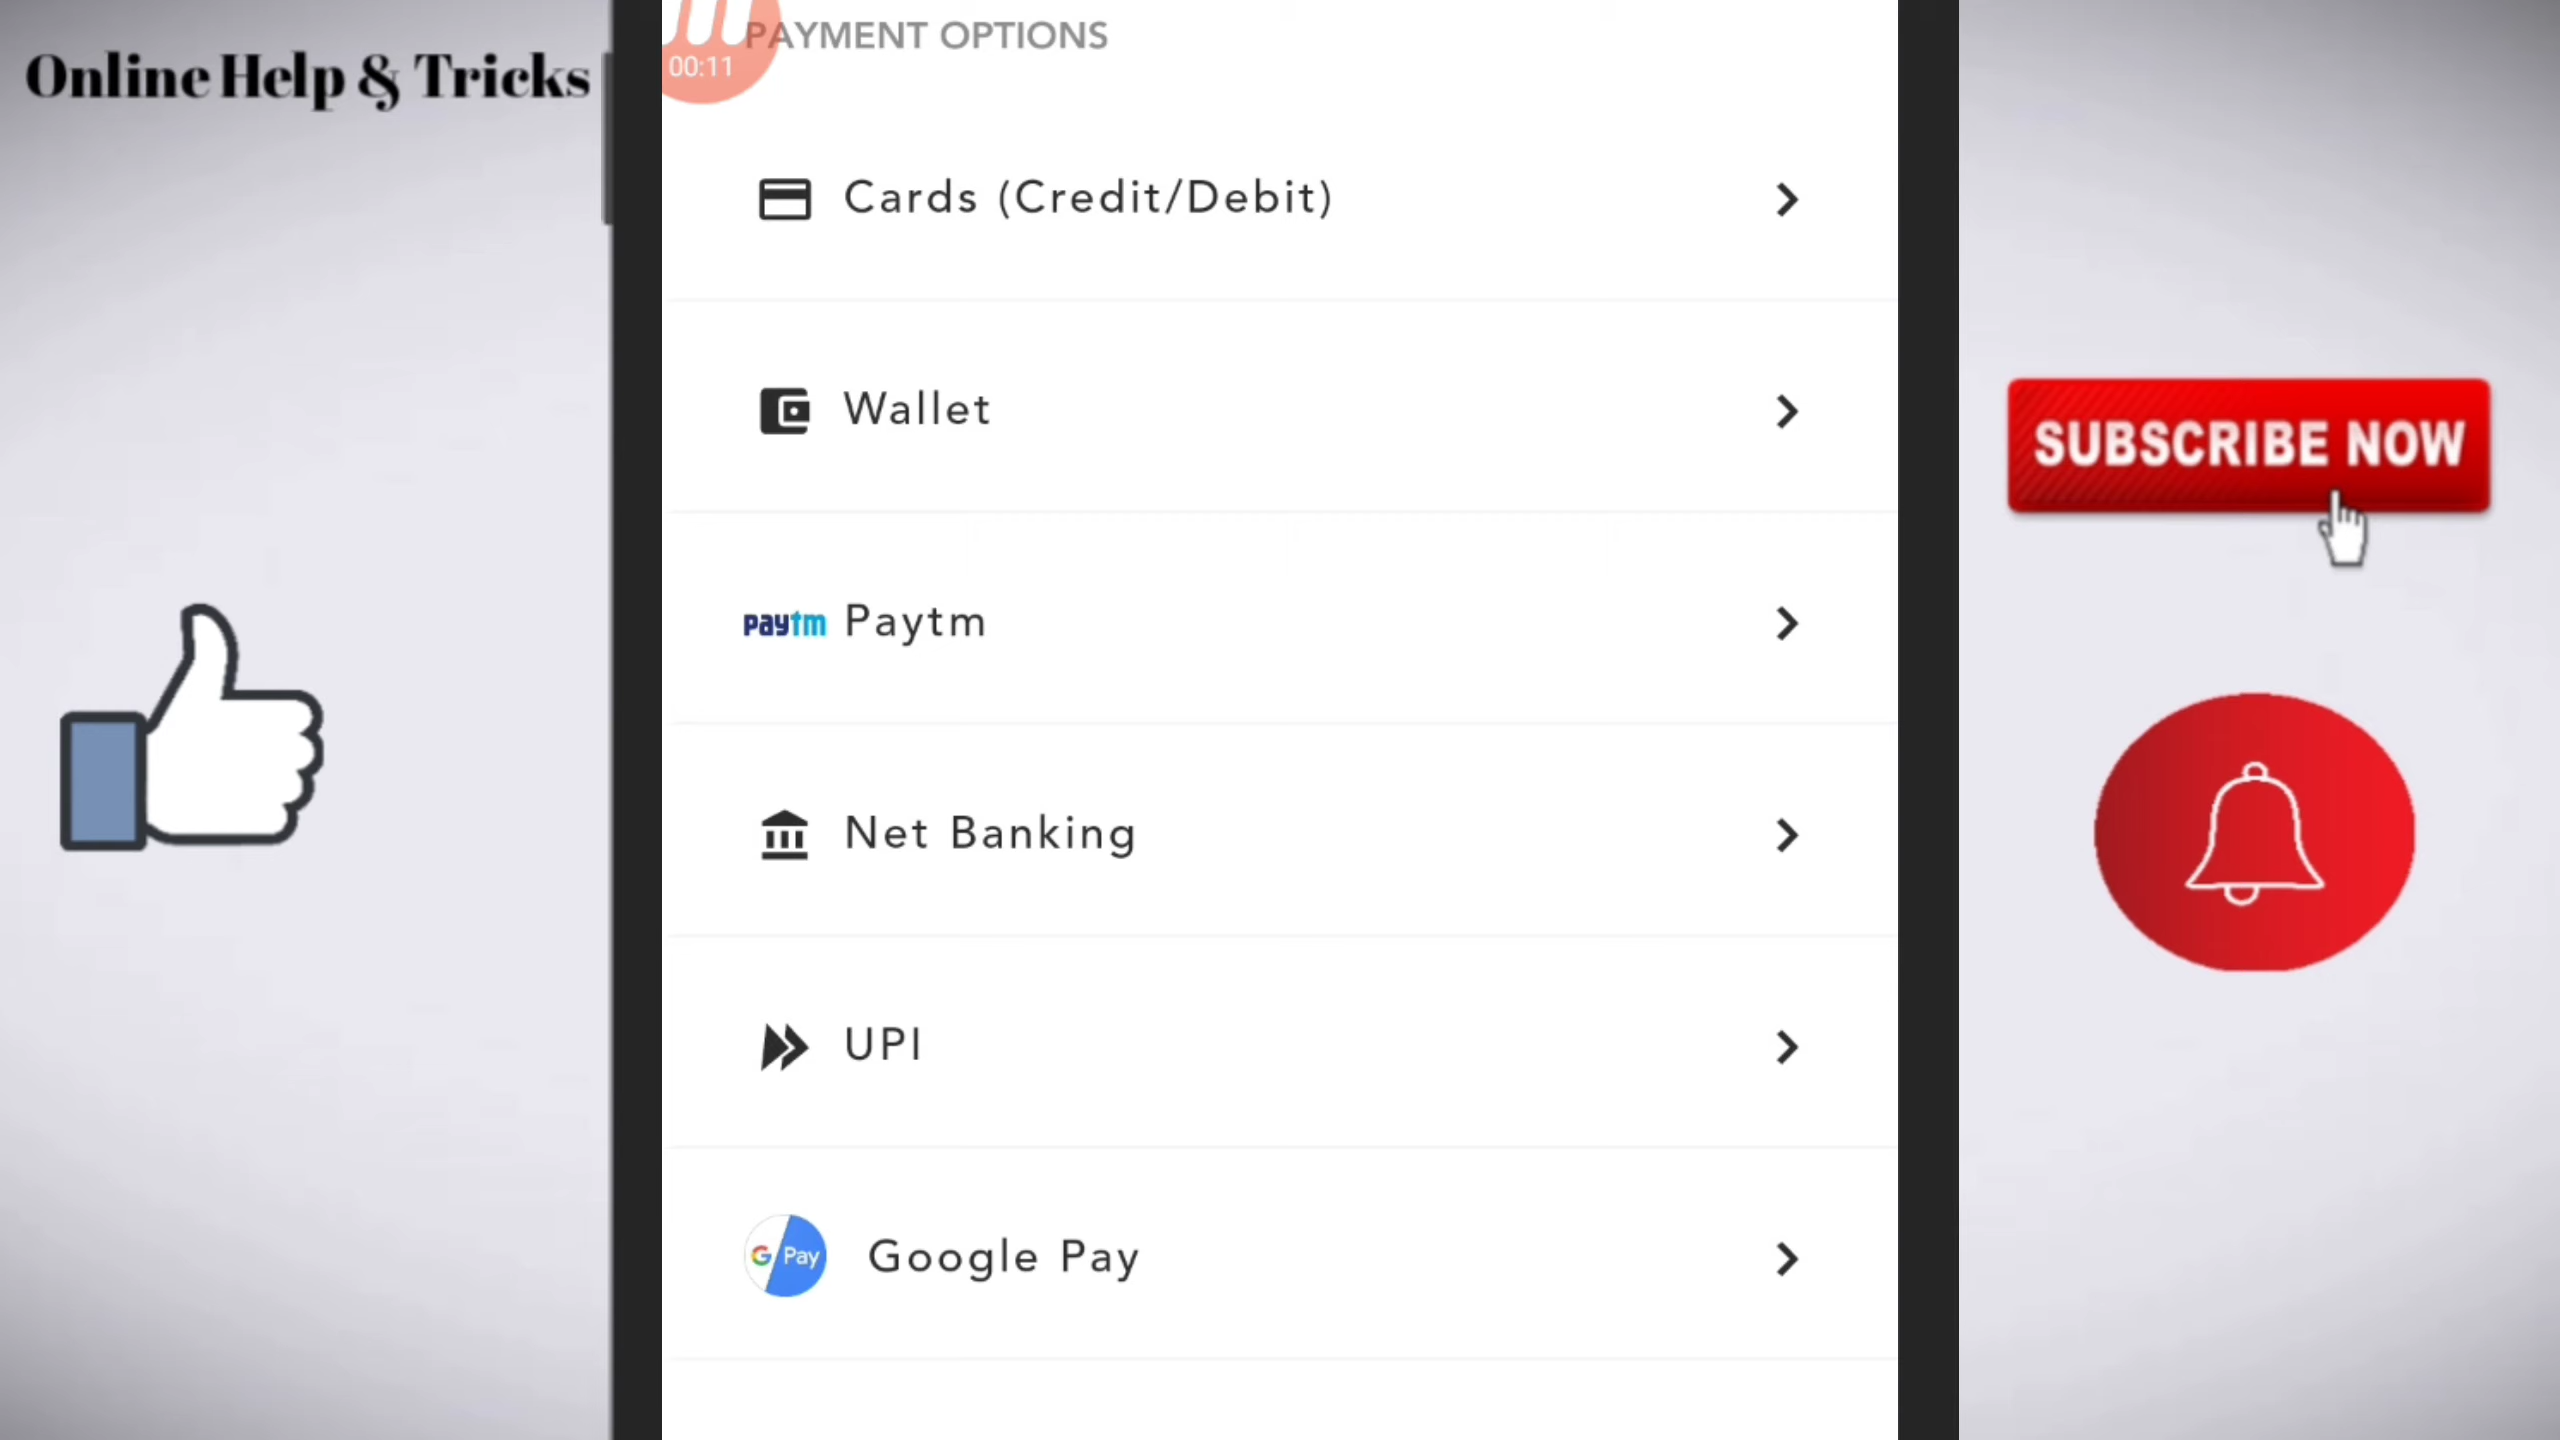 Online Help & Tricks
PAYMENT OPTIONS
00:11
Cards (Credit/Debit)
Wallet
paytm Paytm
Net Banking
UPI
G Pay Google Pay
SUBSCRIBE NOW